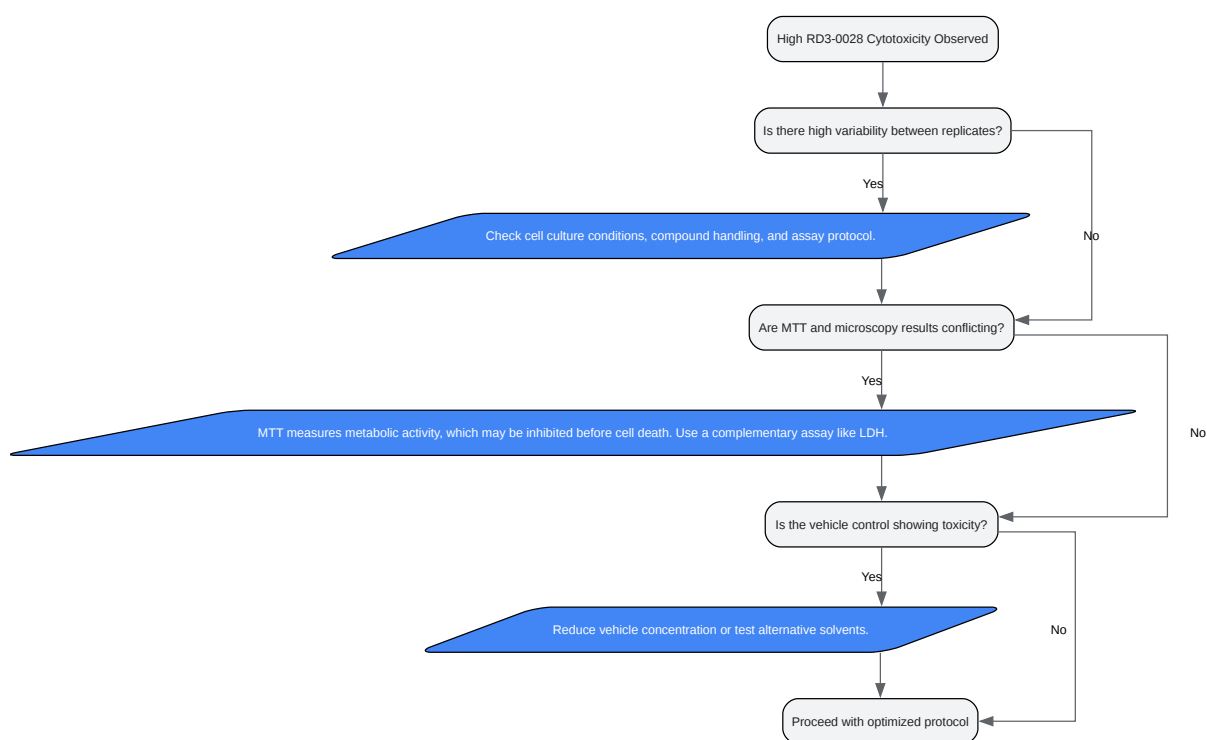 High RD3-0028 Cytotoxicity Observed
Is there high variability between replicates?
Yes
Check cell culture conditions, compound handling, and assay protocol.
No
Are MTT and microscopy results conflicting?
Yes
MTT measures metabolic activity, which may be inhibited before cell death. Use a complementary assay like LDH.
No
Is the vehicle control showing toxicity?
Yes
Reduce vehicle concentration or test alternative solvents.
No
Proceed with optimized protocol